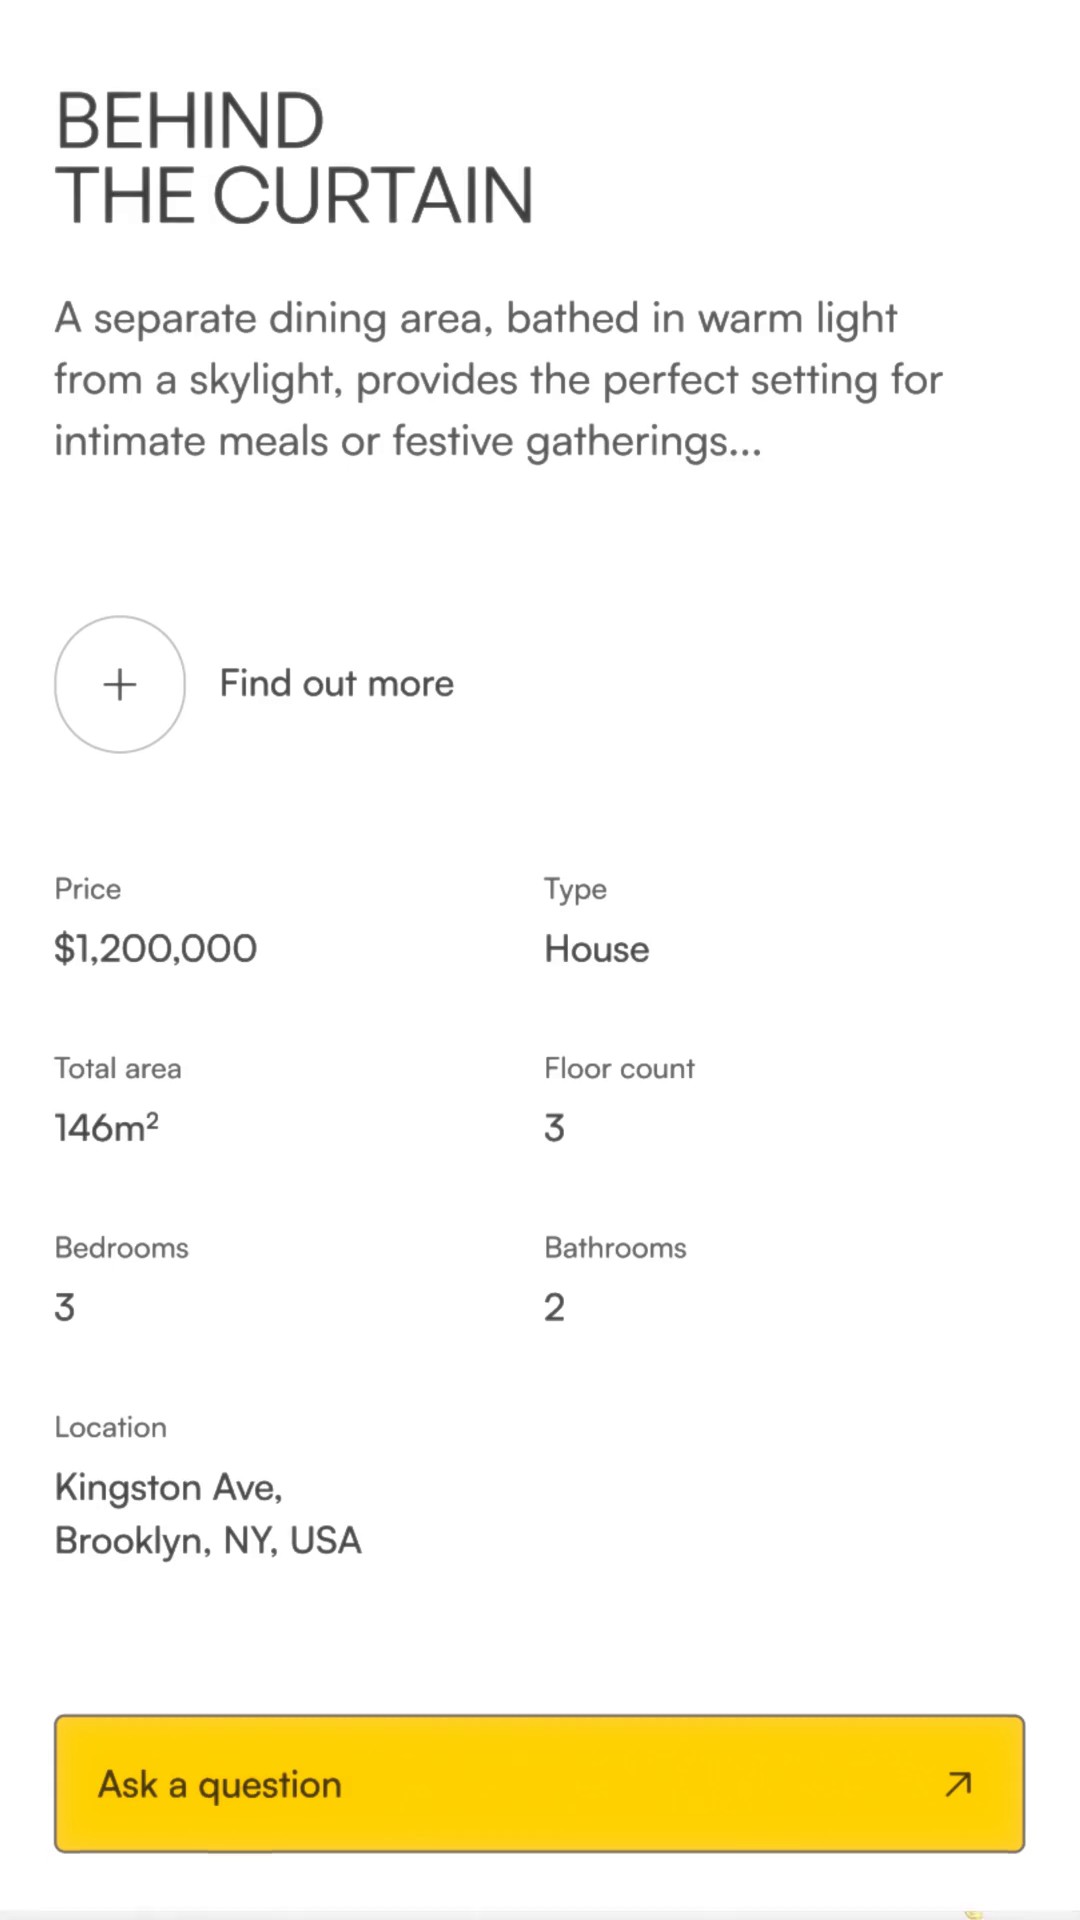 BEHIND
THE CURTAIN
A separate dining area, bathed in warm light
from a skylight, provides the perfect setting for
intimate meals or festive gatherings...
Find out more
Price
$1,200,000
Type
House
Total area
146m²
Floor count
3
Bedrooms
3
Bathrooms
2
Location
Kingston Ave,
Brooklyn, NY, USA
Ask a question